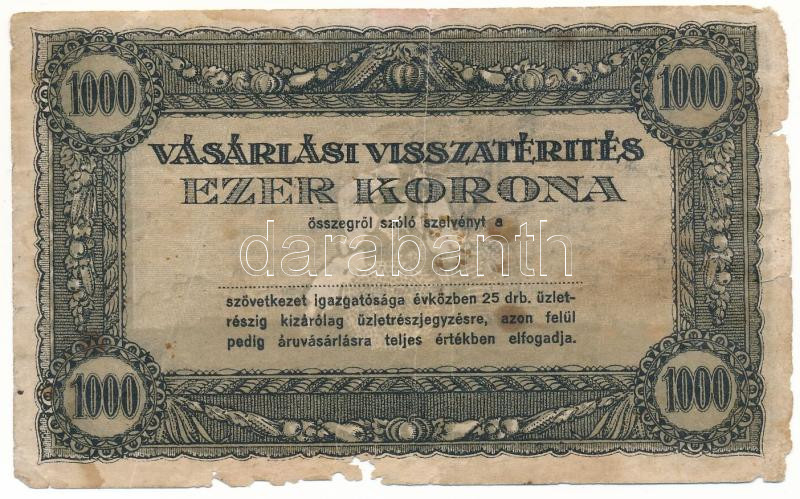 1000 1000
VÁSÁRLÁSI VISSZATÉRITÉS
EZER KORONA
összegről szóló szelvényt a
darabanth
szövetkezet igazgatósága évközben 25 drb. üzlet-
részig kizárólag üzletrészjegyzésre, azon felül
pedig áruvásárlásra teljes értékben elfogadja.
1000 1000